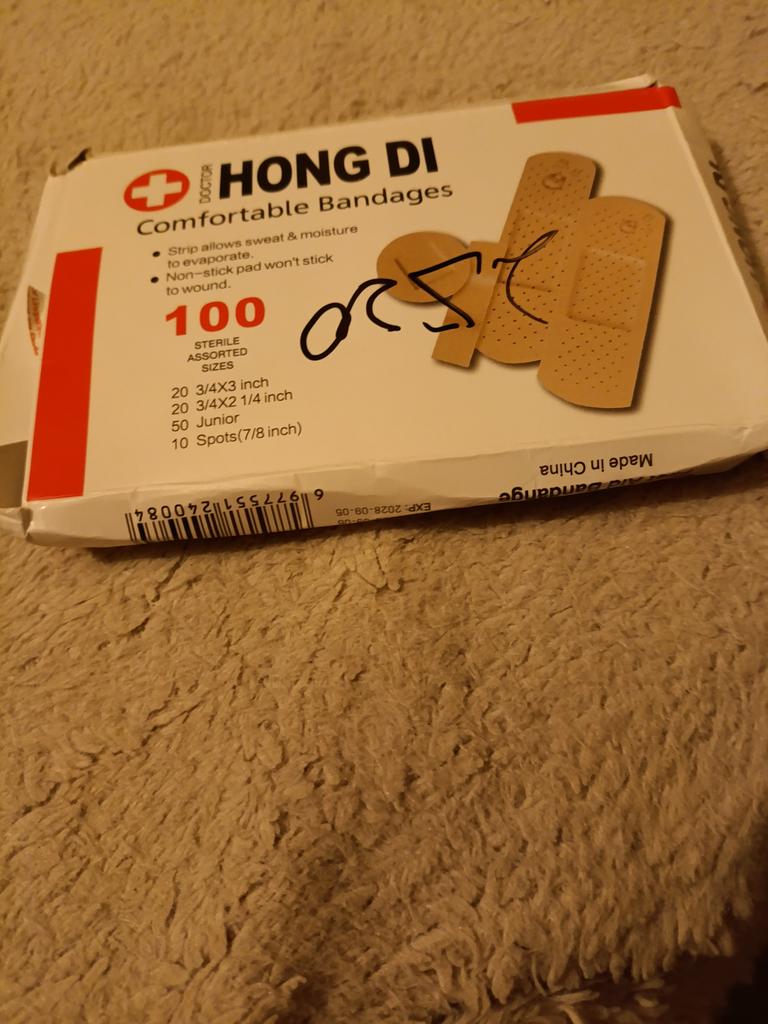 DOCTOR
HONG DI
Comfortable Bandages
• Strip allows sweat & moisture
to evaporate.
• Non-stick pad won't stick
to wound.
100
STERILE
ASSORTED
SIZES
20 3/4X3 inch
20 3/4X2 1/4 inch
50 Junior
10 Spots(7/8 inch)
Made in China
Bandange
EXP: 2028-09-05
6 977551 240084